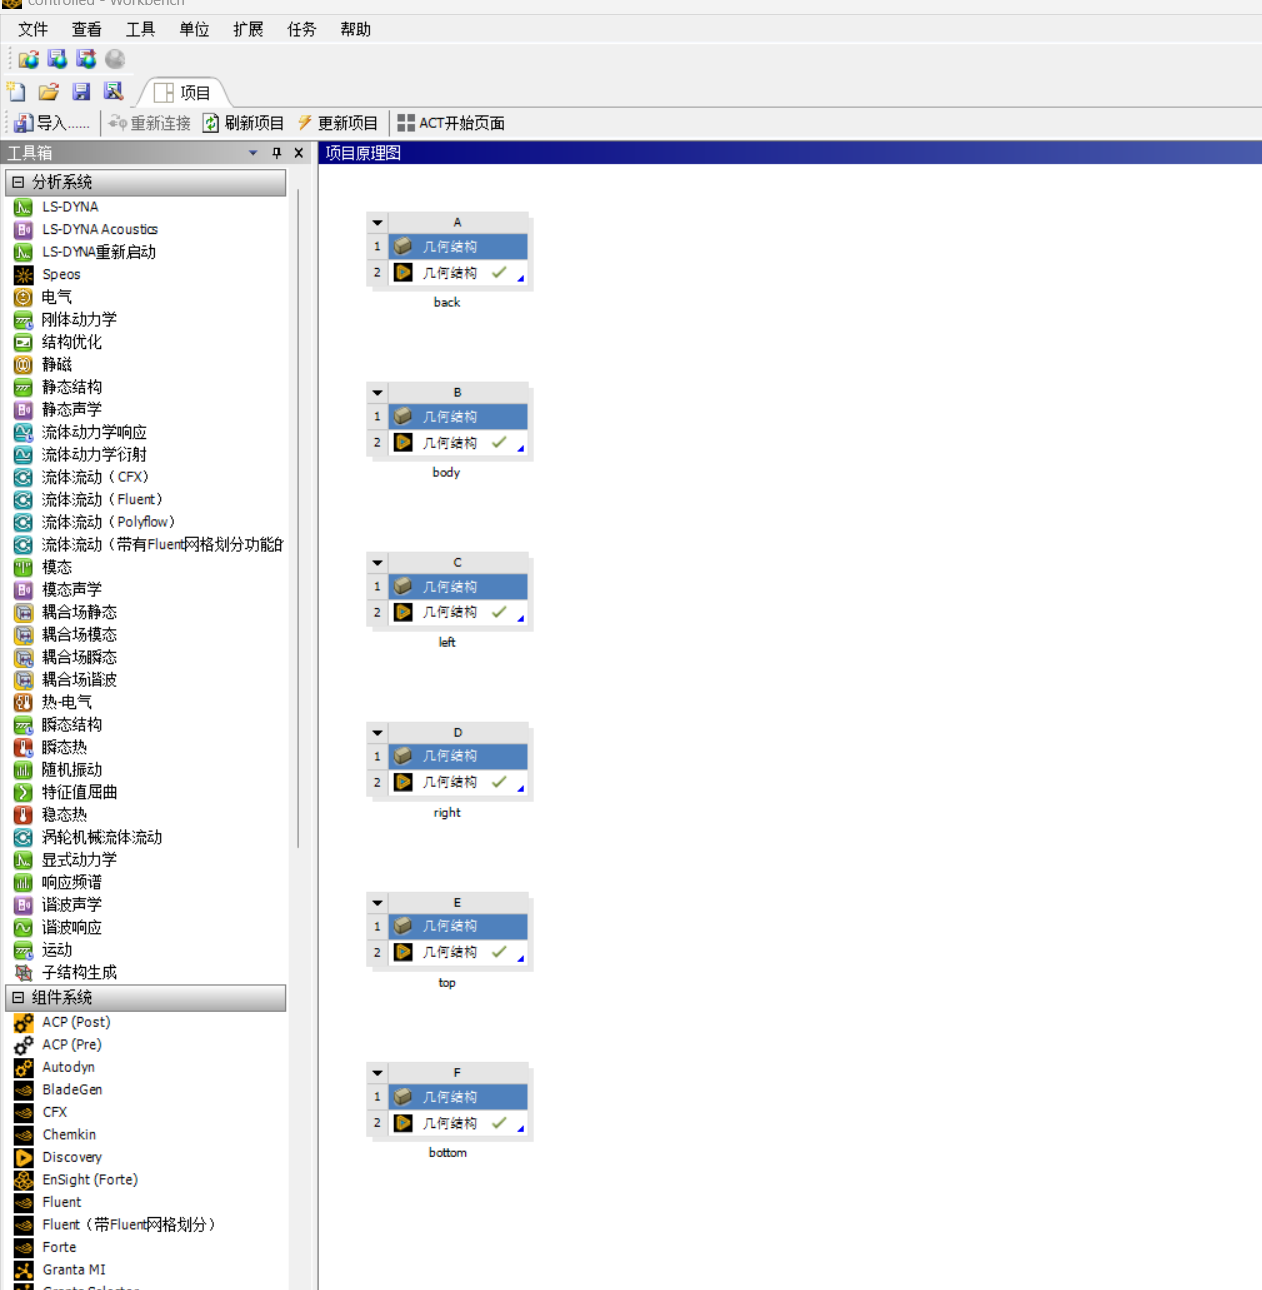 controlled - Workbench
文件 查看 工具 单位 扩展 任务 帮助
项目
导入...... 重新连接 刷新项目 更新项目 ACT开始页面
工具箱
分析系统
LS-DYNA
LS-DYNA Acoustics
LS-DYNA重新启动
Speos
电气
刚体动力学
结构优化
静磁
静态结构
静态声学
流体动力学响应
流体动力学衍射
流体流动（CFX）
流体流动（Fluent）
流体流动（Polyflow）
流体流动（带有Fluent网格划分功能的
模态
模态声学
耦合场静态
耦合场模态
耦合场瞬态
耦合场谐波
热-电气
瞬态结构
瞬态热
随机振动
特征值屈曲
稳态热
涡轮机械流体流动
显式动力学
响应频谱
谐波声学
谐波响应
运动
子结构生成
组件系统
ACP (Post)
ACP (Pre)
Autodyn
BladeGen
CFX
Chemkin
Discovery
EnSight (Forte)
Fluent
Fluent（带Fluent网格划分）
Forte
Granta MI
Granta Selector
项目原理图
A
1 几何结构
2 几何结构
back
B
1 几何结构
2 几何结构
body
C
1 几何结构
2 几何结构
left
D
1 几何结构
2 几何结构
right
E
1 几何结构
2 几何结构
top
F
1 几何结构
2 几何结构
bottom